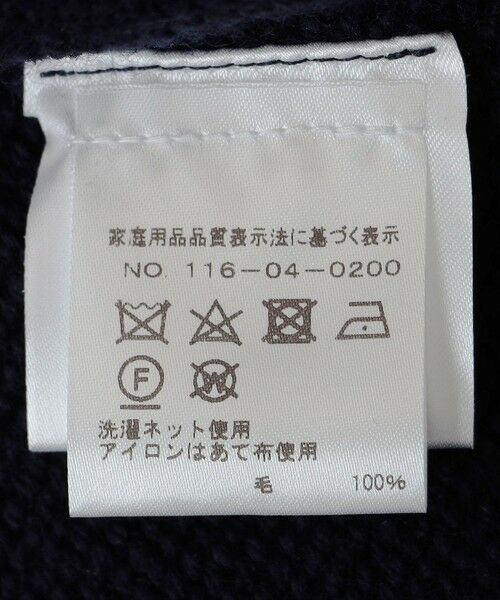 家庭用品品質表示法に基づく表示
NO. 116-04-0200
F W
洗濯ネット使用
アイロンはあて布使用
毛 100%